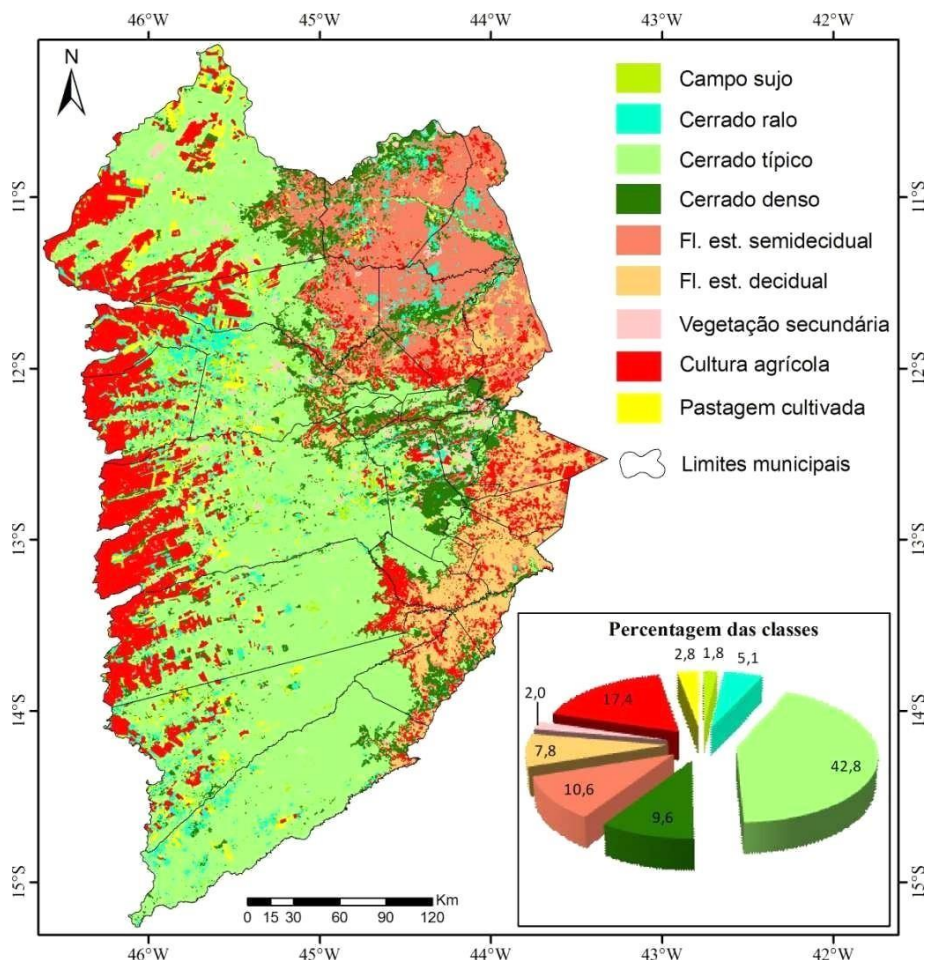 46°W 45°W 44°W 43°W 42°W
N
11°S
12°S
13°S
14°S
15°S
11°S
12°S
13°S
14°S
15°S
Campo sujo
Cerrado ralo
Cerrado típico
Cerrado denso
Fl. est. semidecidual
Fl. est. decidual
Vegetação secundária
Cultura agrícola
Pastagem cultivada
Limites municipais
Percentagem das classes
2,8 1,8 5,1
2,0 17,4
7,8 42,8
10,6 9,6
Km
0 15 30 60 90 120
46°W 45°W 44°W 43°W 42°W